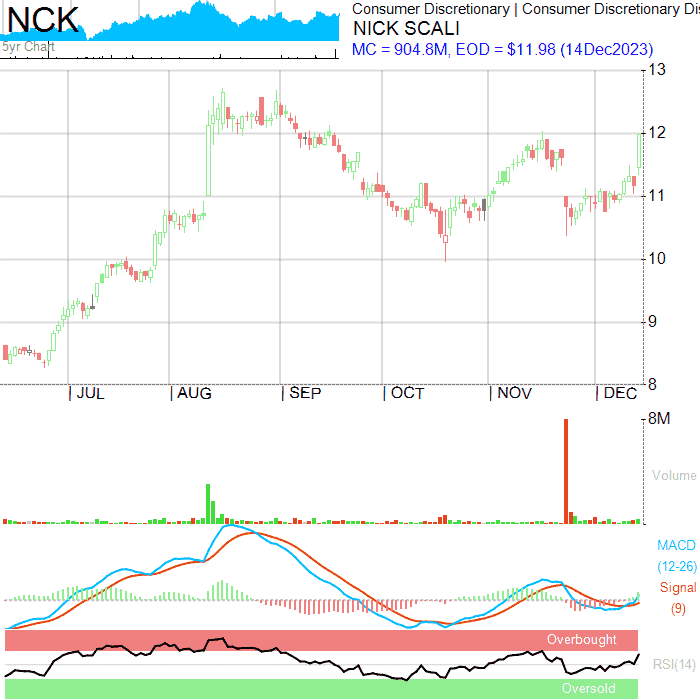 NCK
5yr Chart
Consumer Discretionary | Consumer Discretionary Dis
NICK SCALI
MC = 904.8M, EOD = $11.98 (14Dec2023)
13
12
11
10
9
8
JUL AUG SEP OCT NOV DEC
8M
Volume
MACD
(12-26)
Signal
(9)
Overbought
RSI(14)
Oversold